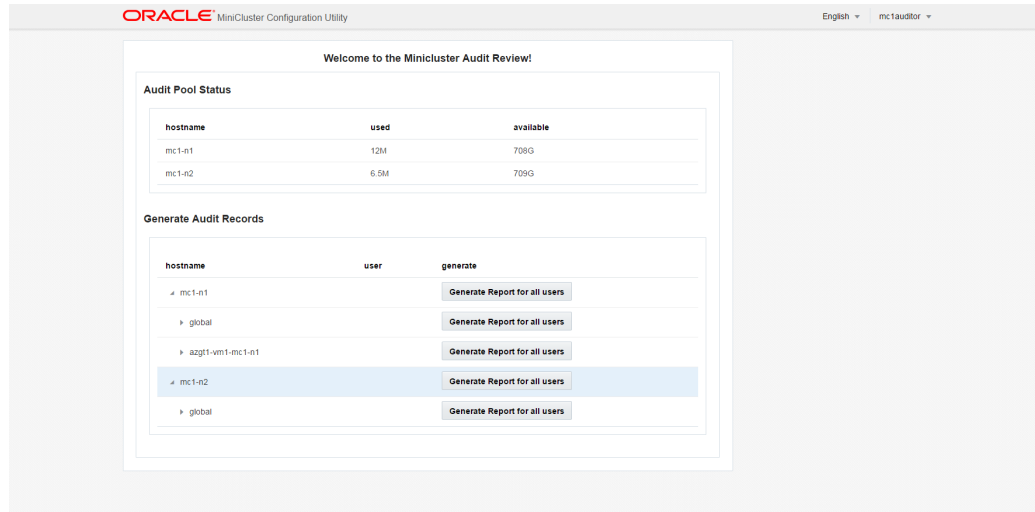 ORACLE MiniCluster Configuration Utility English mc1auditor
Welcome to the Minicluster Audit Review!
Audit Pool Status
hostname used available
mc1-n1 12M 708G
mc1-n2 6.5M 709G
Generate Audit Records
hostname user generate
mc1-n1 Generate Report for all users
global Generate Report for all users
azgt1-vm1-mc1-n1 Generate Report for all users
mc1-n2 Generate Report for all users
global Generate Report for all users